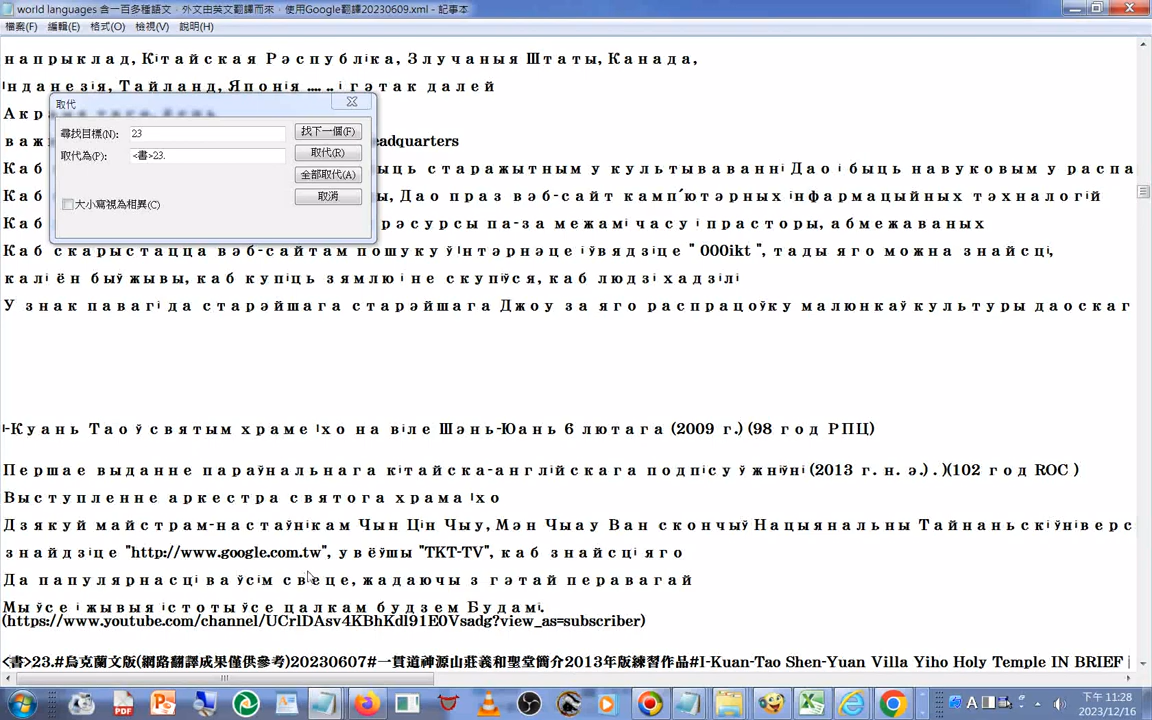 world languages 含一百多種語文，外文由英文翻譯而來，使用Google翻譯20230609.xml - 記事本
檔案(F) 編輯(E) 格式(O) 檢視(V) 說明(H)
напрыклад, Кітайская Рэспубліка, Злучаныя Штаты, Канада,
Інданезія, Тайланд, Японія ..... і гэтак далей
Акрамя таго, ёсць
取代
尋找目標(N): 23 找下一個(F)
取代為(P): <書>23. 取代(R)
全部取代(A)
取消
大小寫視為相異(C)
важ
adquarters
Каб
ыць старажытным у культываванні Дао і быць навуковым у распа
Каб
ы, Дао праз вэб-сайт камп'ютэрных інфармацыйных тэхналогій
Каб
рэсурсы па-за межамі часу і прасторы, абмежаваных
Каб скарыстацца вэб-сайтам пошуку ў Інтэрнэце і ўвядзіце " 000ikt ", тады яго можна знайсці,
калі ён быў жывы, каб купіць зямлю і не скупіўся, каб людзі хадзілі
У знак павагі да старэйшага старэйшага Джоу за яго распрацоўку малюнкаў культуры даоскаг
І-Куань Тао ў святым храме Іхо на віле Шэнь-Юань 6 лютага (2009 г.) (98 год РПЦ)
Першае выданне параўнальнага кітайска-англійскага подпісу ў жніўні (2013 г. н. э.) . )(102 год ROC )
Выступленне аркестра святога храма Іхо
Дзякуй майстрам-настаўнікам Чын Цін Чыу, Мэн Чыау Ван скончыў Нацыянальны Тайнаньскі ўніверс
знайдзіце "http://www.google.com.tw", увёўшы "TKT-TV", каб знайсці яго
Да папулярнасці ва ўсім свеце, жадаючы з гэтай перавагай
Мы ўсе і жывыя істоты ўсе цалкам будзем Будамі.
(https://www.youtube.com/channel/UCrlDAsv4KBhKdl91E0Vsadg?view_as=subscriber)
<書>23.#烏克蘭文版(網路翻譯成果僅供參考)20230607#一貫道神源山莊義和聖堂簡介2013年版練習作品#I-Kuan-Tao Shen-Yuan Villa Yiho Holy Temple IN BRIEF
下午 11:28
2023/12/16